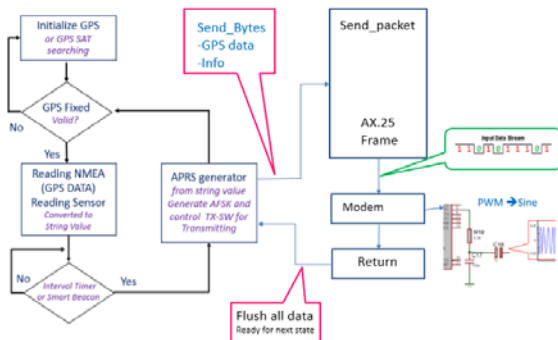 Initialize GPS
or GPS SAT
searching
GPS Fixed
Valid?
No
Yes
Reading NMEA
(GPS DATA)
Reading Sensor
Converted to
String Value
No
Interval Timer
or Smart Beacon
Yes
APRS generator
from string value
Generate AFSK and
control TX-SW for
Transmitting
Send_Bytes
-GPS data
-Info
Send_packet
AX.25
Frame
Input Data Stream
Modem
PWM → Sine
Return
Flush all data
Ready for next state